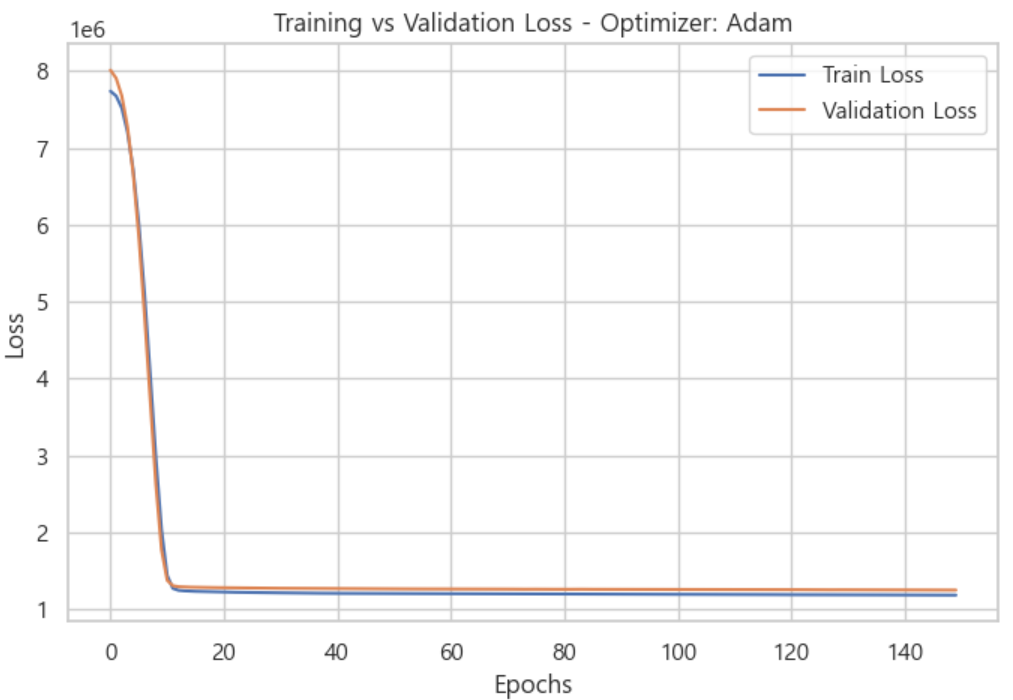 Training vs Validation Loss - Optimizer: Adam
1e6
Train Loss
Validation Loss
8
7
6
5
4
3
2
1
Loss
0 20 40 60 80 100 120 140
Epochs